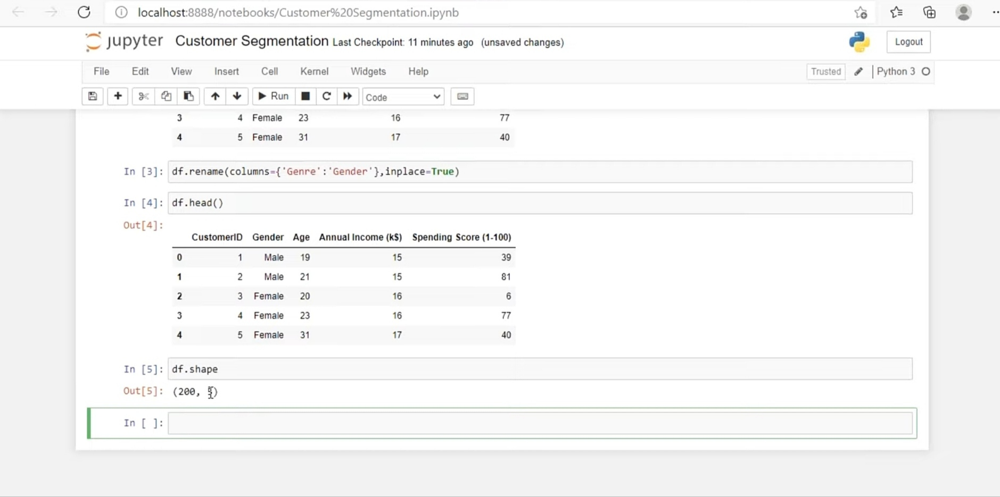 localhost:8888/notebooks/Customer%20Segmentation.ipynb
jupyter Customer Segmentation Last Checkpoint: 11 minutes ago (unsaved changes) Logout
File Edit View Insert Cell Kernel Widgets Help Trusted Python 3
Run Code
3 4 Female 23 16 77
4 5 Female 31 17 40
In [3]: df.rename(columns={'Genre':'Gender'},inplace=True)
In [4]: df.head()
Out[4]:
CustomerID Gender Age Annual Income (k$) Spending Score (1-100)
0 1 Male 19 15 39
1 2 Male 21 15 81
2 3 Female 20 16 6
3 4 Female 23 16 77
4 5 Female 31 17 40
In [5]: df.shape
Out[5]: (200, 5)
In [ ]: